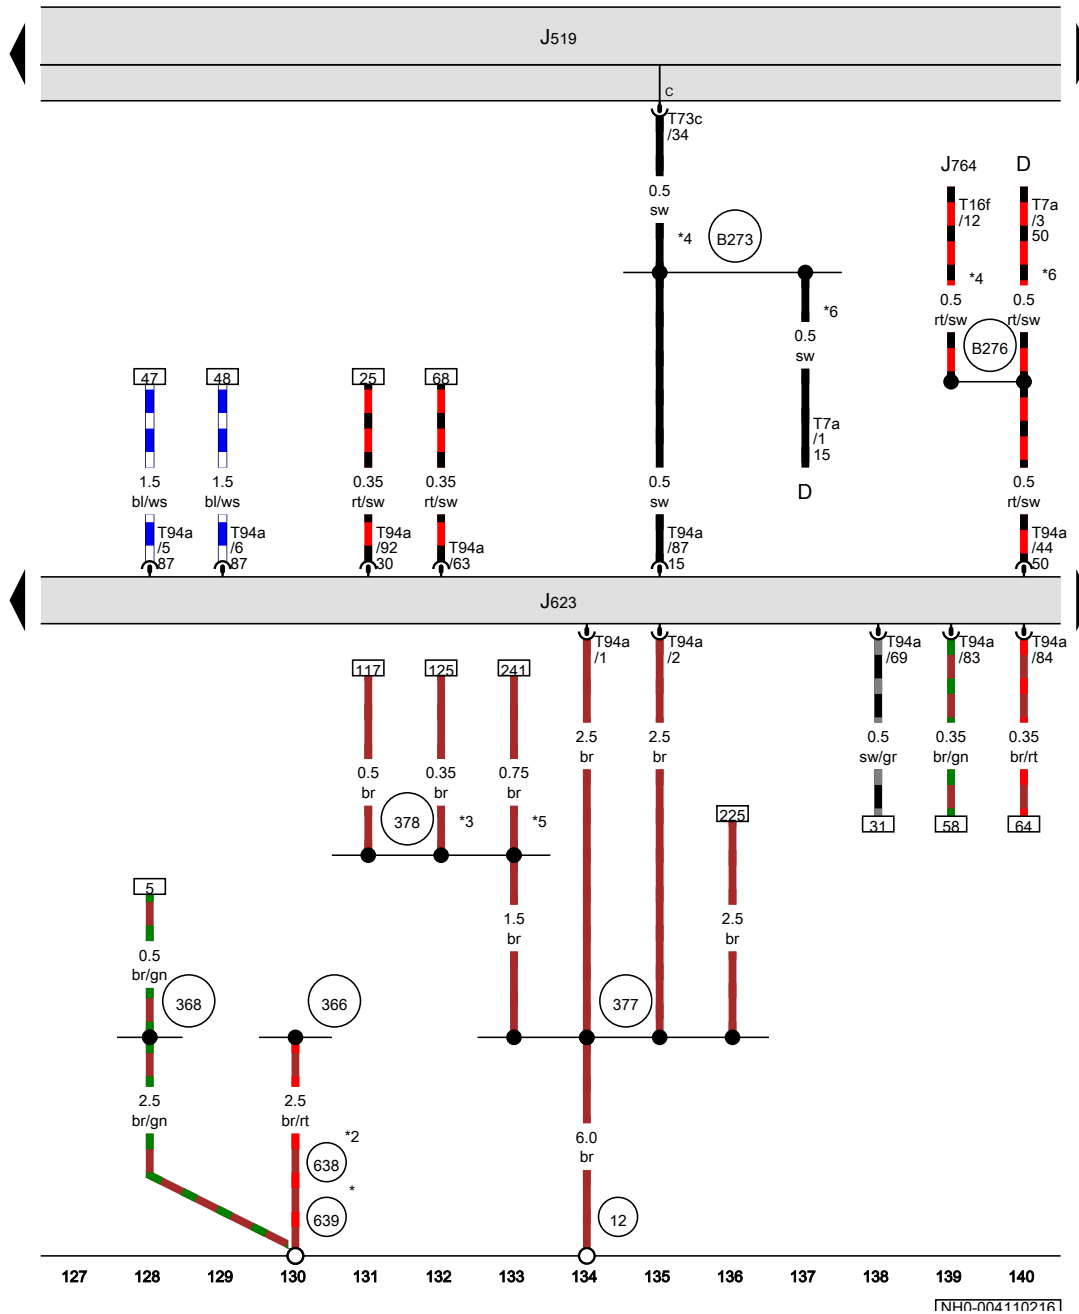 J519
c
T73c
/34
J764
D
0.5
sw
T16f
/12
T7a
/3
50
*4
B273
*4
*6
*6
0.5
rt/sw
0.5
rt/sw
0.5
sw
B276
47
48
25
68
T7a
/1
15
1.5
bl/ws
1.5
bl/ws
0.35
rt/sw
0.35
rt/sw
0.5
sw
D
0.5
rt/sw
T94a
/5
87
T94a
/6
87
T94a
/92
30
T94a
/63
T94a
/87
15
T94a
/44
50
J623
T94a
/1
T94a
/2
T94a
/69
T94a
/83
T94a
/84
117
125
241
2.5
br
2.5
br
0.5
sw/gr
0.35
br/gn
0.35
br/rt
0.5
br
0.35
br
0.75
br
378
*3
*5
225
31
58
64
5
1.5
br
2.5
br
0.5
br/gn
368
366
377
2.5
br/gn
2.5
br/rt
*2
6.0
br
638
*
639
12
127 128 129 130 131 132 133 134 135 136 137 138 139 140
NH0-004110216